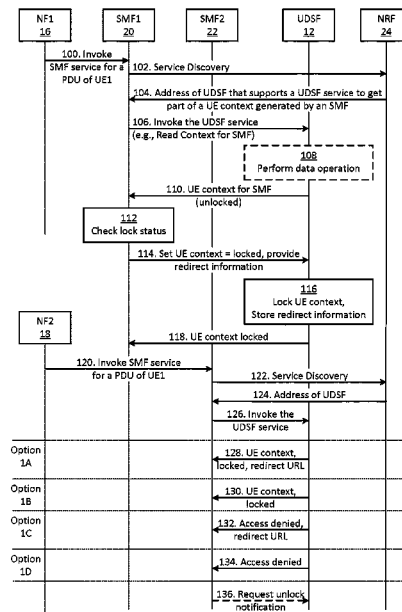 NF1
16
SMF1
20
SMF2
22
UDSF
12
NRF
24
100. Invoke
SMF service for a
PDU of UE1
102. Service Discovery
104. Address of UDSF that supports a UDSF service to get
part of a UE context generated by an SMF
106. Invoke the UDSF service
(e.g., Read Context for SMF)
108
Perform data operation
110. UE context for SMF
(unlocked)
112
Check lock status
114. Set UE context = locked, provide
redirect information
116
Lock UE context,
Store redirect information
118. UE context locked
NF2
18
120. Invoke SMF service
for a PDU of UE1
122. Service Discovery
124. Address of UDSF
126. Invoke the
UDSF service
Option
1A
128. UE context,
locked, redirect URL
Option
1B
130. UE context,
locked
Option
1C
132. Access denied,
redirect URL
Option
1D
134. Access denied
136. Request unlock
notification